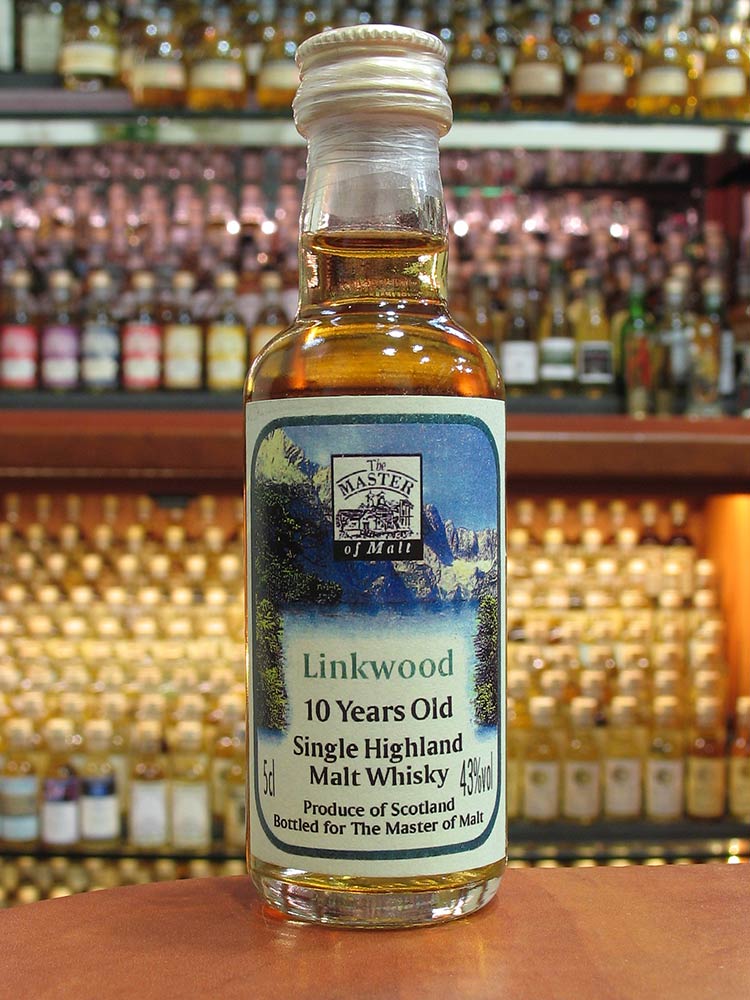 The
MASTER
of Malt
Linkwood
10 Years Old
Single Highland
Malt Whisky
5cl
43%vol
Produce of Scotland
Bottled for The Master of Malt